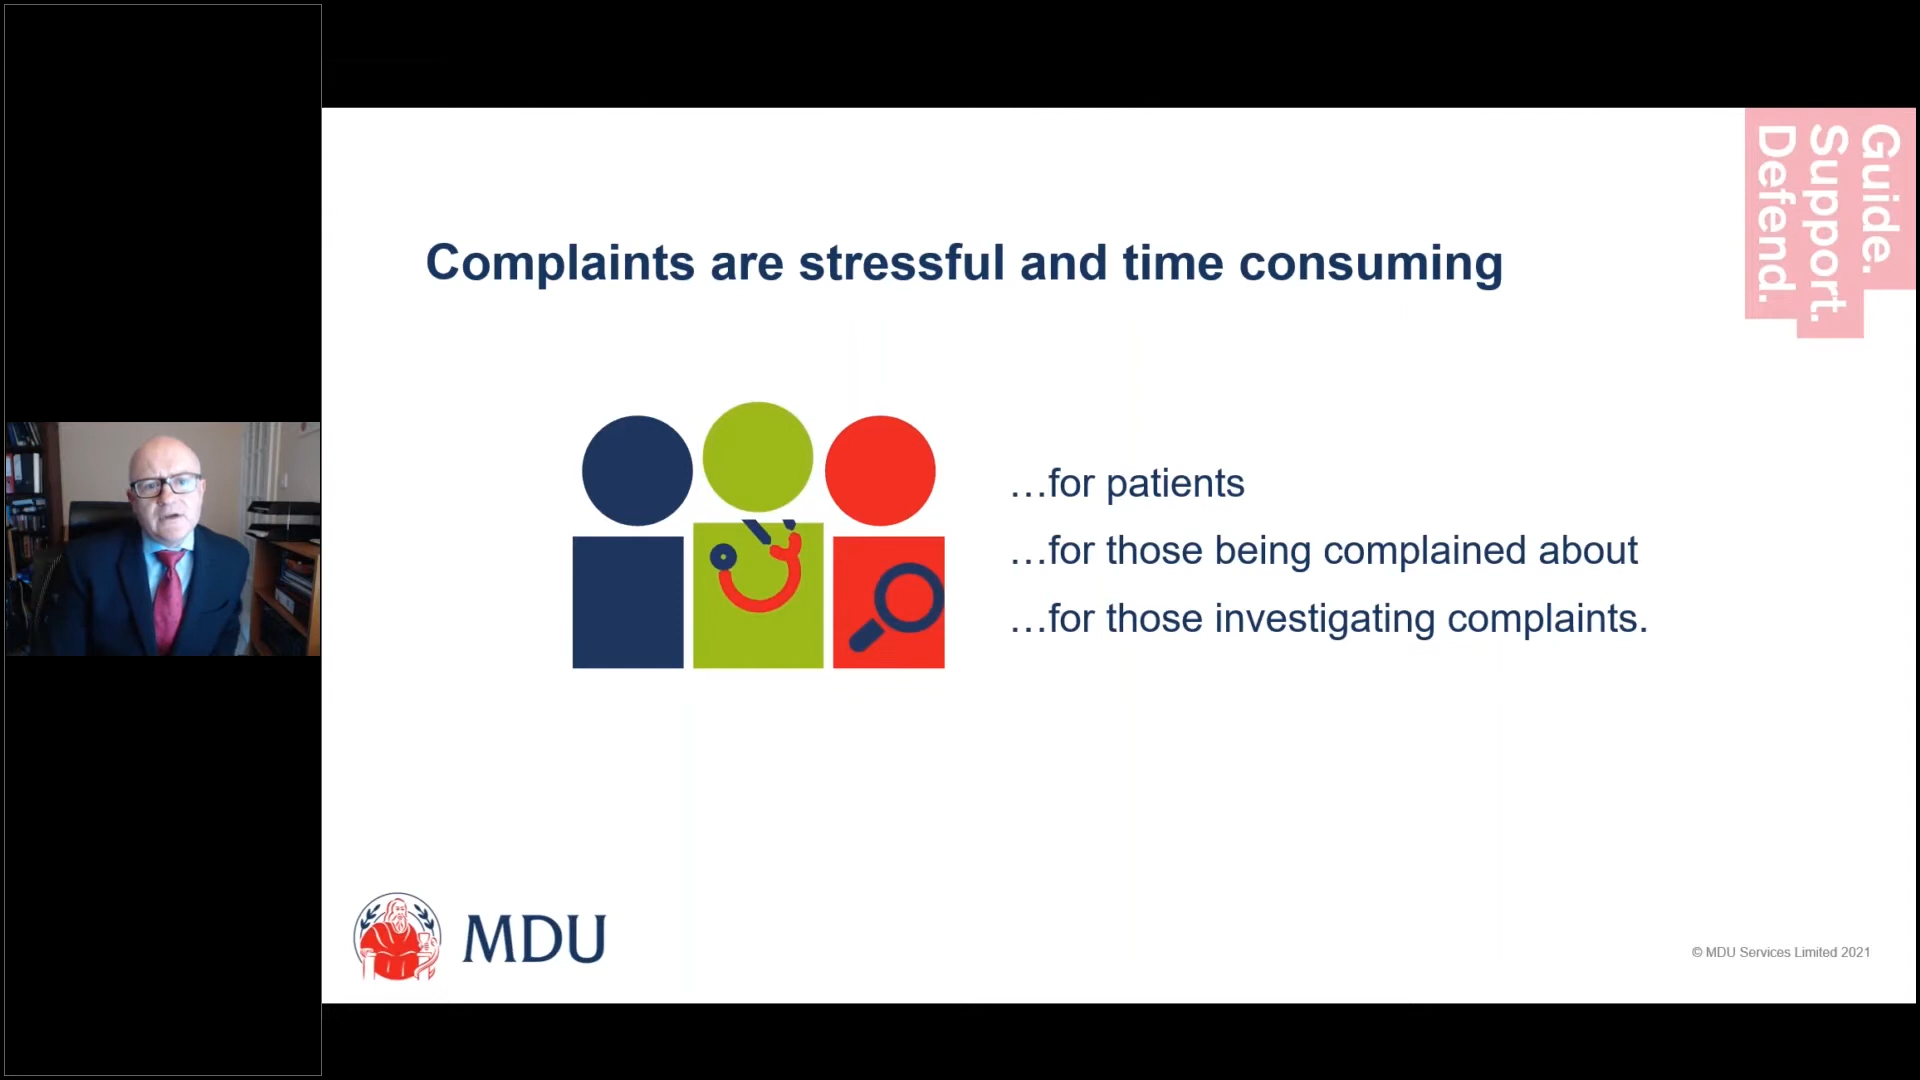 Guide.
Support.
Defend.
Complaints are stressful and time consuming
…for patients
…for those being complained about
…for those investigating complaints.
MDU
© MDU Services Limited 2021